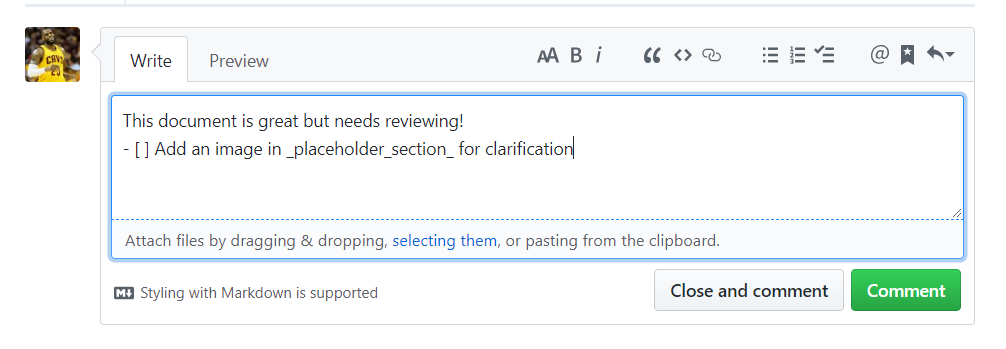 Write Preview AA B i @
This document is great but needs reviewing!
- [ ] Add an image in _placeholder_section_ for clarification
Attach files by dragging & dropping, selecting them, or pasting from the clipboard.
M Styling with Markdown is supported
Close and comment Comment